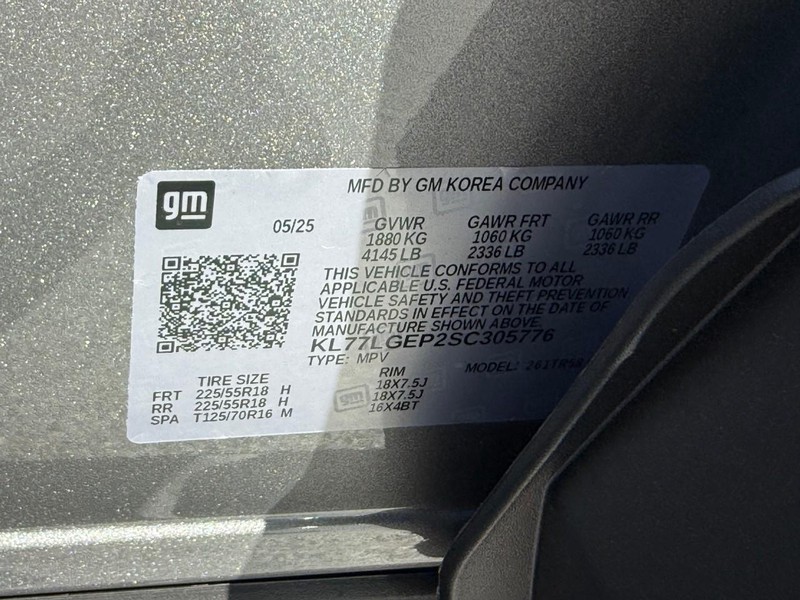 gm
MFD BY GM KOREA COMPANY
05/25
GVWR GAWR FRT GAWR RR
1880 KG 1060 KG 1060 KG
4145 LB 2336 LB 2336 LB
THIS VEHICLE CONFORMS TO ALL
APPLICABLE U.S. FEDERAL MOTOR
VEHICLE SAFETY AND THEFT PREVENTION
STANDARDS IN EFFECT ON THE DATE OF
MANUFACTURE SHOWN ABOVE.
KL77LGEP2SC305776
TYPE: MPV
MODEL:
TIRE SIZE RIM
FRT 225/55R18 H 18X7.5J
RR 225/55R18 H 18X7.5J
SPA T125/70R16 M 16X4BT